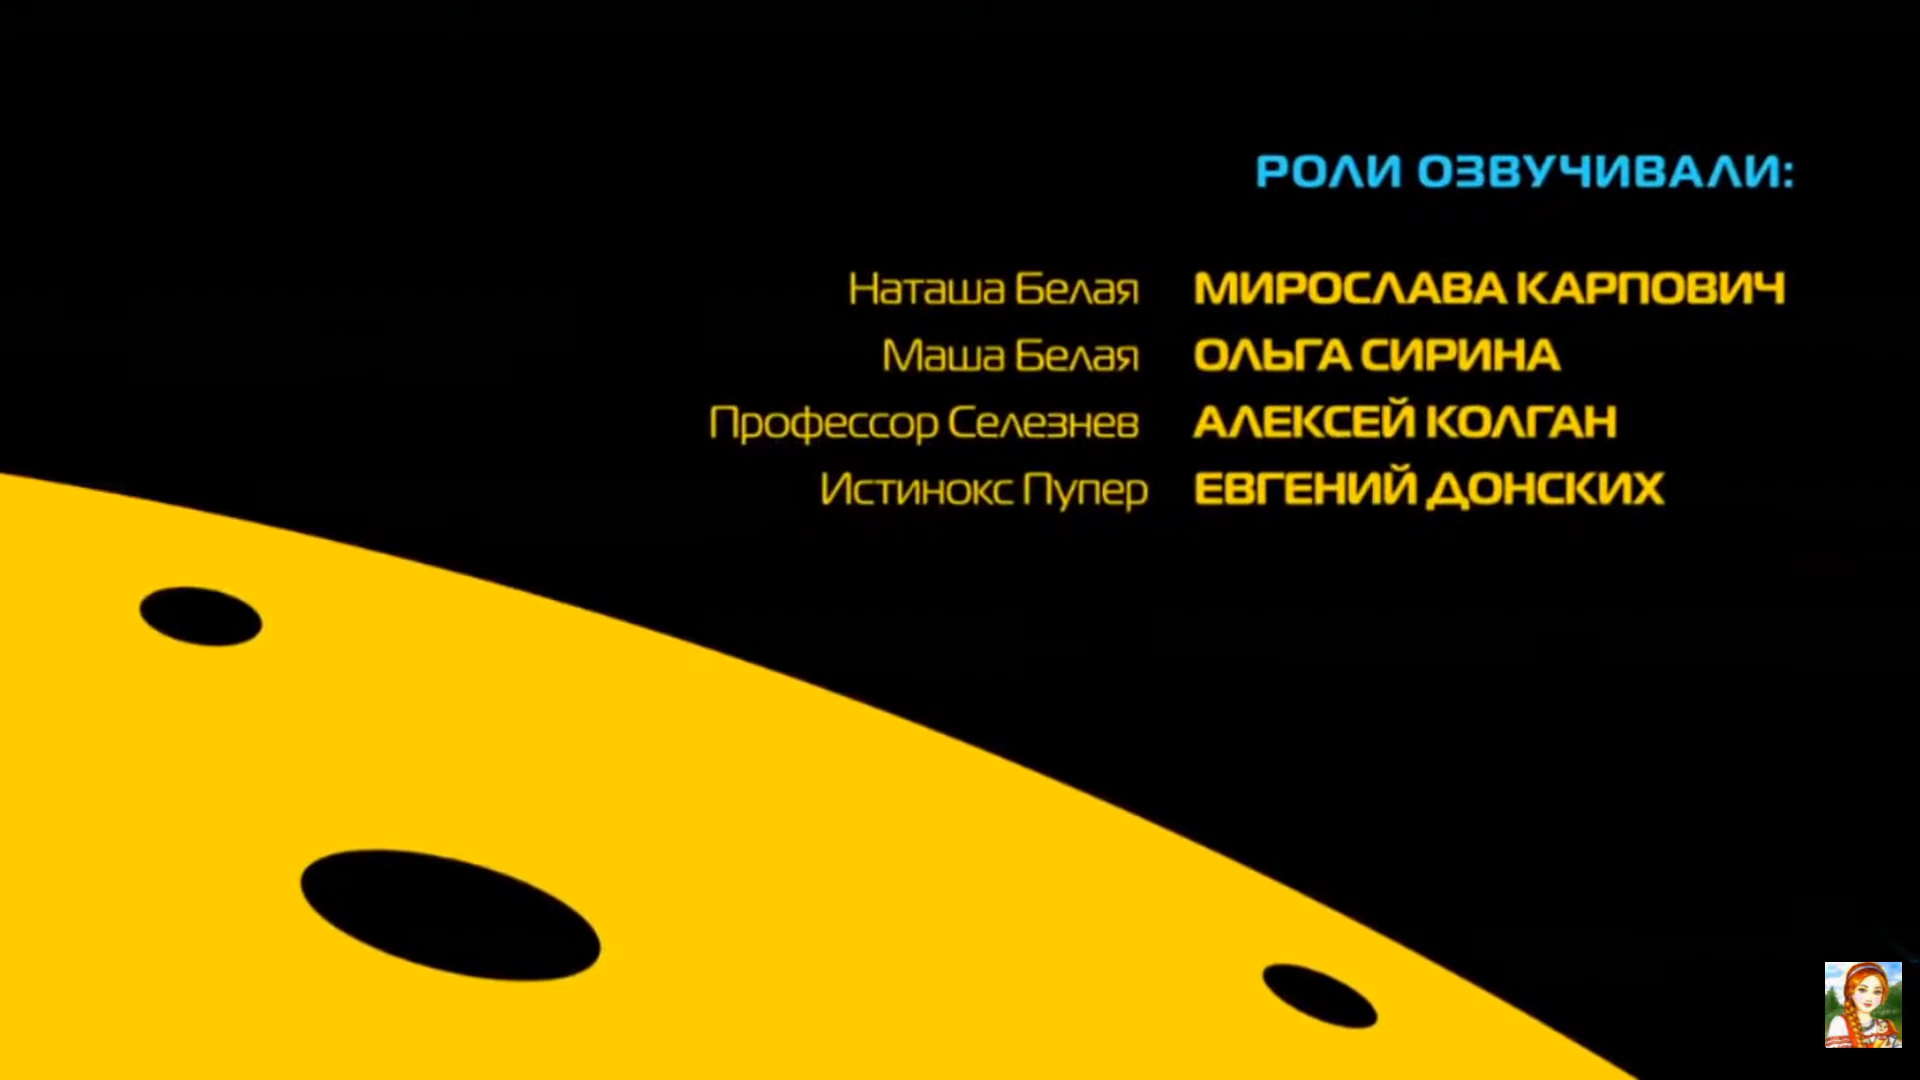 РОЛИ ОЗВУЧИВАЛИ:
Наташа Белая МИРОСЛАВА КАРПОВИЧ
Маша Белая ОЛЬГА СИРИНА
Профессор Селезнев АЛЕКСЕЙ КОЛГАН
Истинокс Пупер ЕВГЕНИЙ ДОНСКИХ